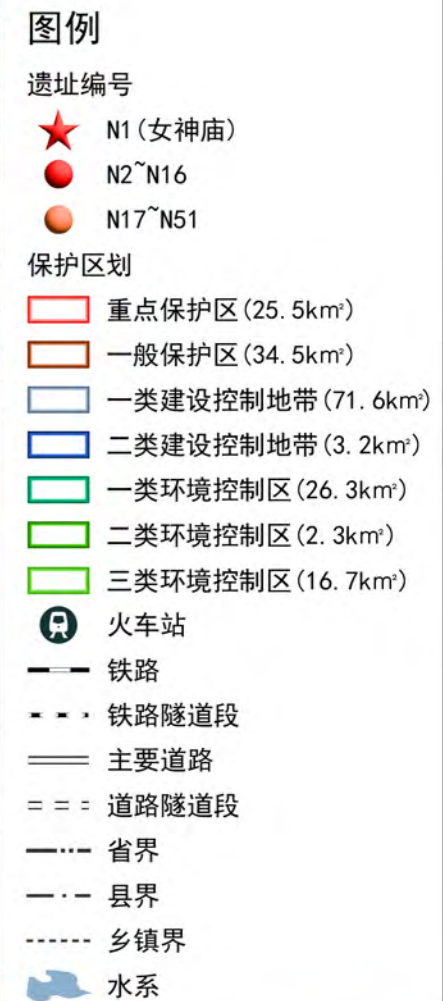 图例
遗址编号
N1(女神庙)
N2~N16
N17~N51
保护区划
重点保护区(25.5km²)
一般保护区(34.5km²)
一类建设控制地带(71.6km²)
二类建设控制地带(3.2km²)
一类环境控制区(26.3km²)
二类环境控制区(2.3km²)
三类环境控制区(16.7km²)
火车站
铁路
铁路隧道段
主要道路
道路隧道段
省界
县界
乡镇界
水系